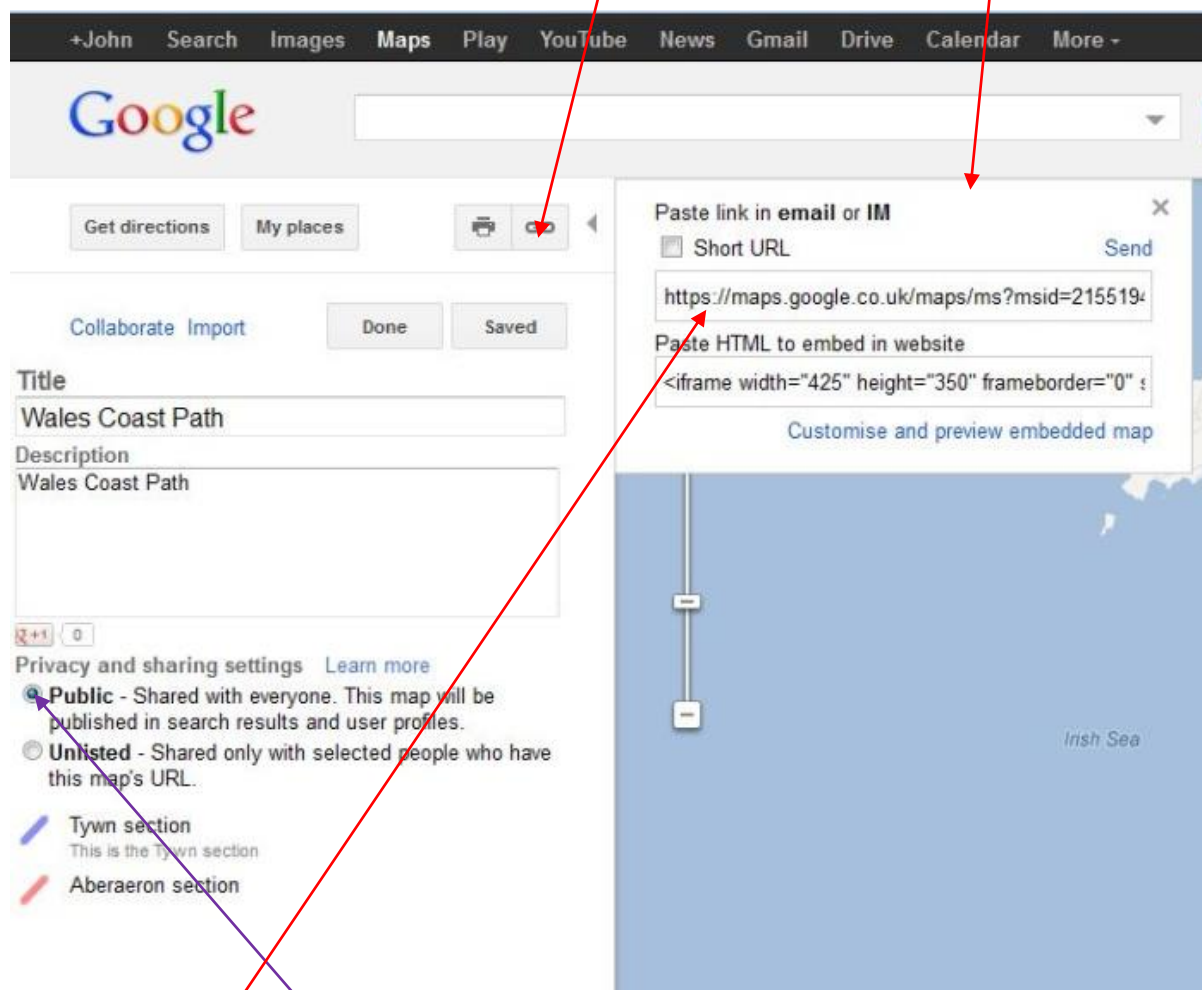 +John Search Images Maps Play YouTube News Gmail Drive Calendar More
Google
Get directions My places
Collaborate Import Done Saved
Title
Wales Coast Path
Description
Wales Coast Path
+1 0
Privacy and sharing settings Learn more
Public - Shared with everyone. This map will be
published in search results and user profiles.
Unlisted - Shared only with selected people who have
this map's URL.
Tywn section
This is the Tywn section
Aberaeron section
Paste link in email or IM
Short URL Send
https://maps.google.co.uk/maps/ms?msid=2155194
Paste HTML to embed in website
<iframe width="425" height="350" frameborder="0" s
Customise and preview embedded map
Irish Sea